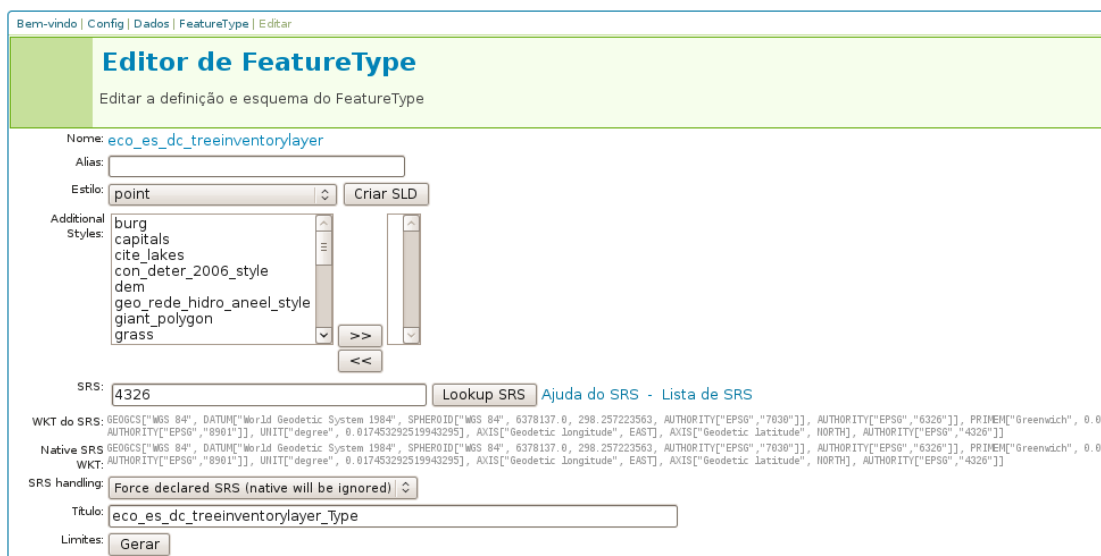 Bem-vindo | Config | Dados | FeatureType | Editar
Editor de FeatureType
Editar a definição e esquema do FeatureType
Nome: eco_es_dc_treeinventorylayer
Alias:
Estilo: point Criar SLD
Additional Styles:
burg
capitals
cite_lakes
con_deter_2006_style
dem
geo_rede_hidro_aneel_style
giant_polygon
grass
>>
<<
SRS: 4326 Lookup SRS Ajuda do SRS - Lista de SRS
WKT do SRS: GEOGCS["WGS 84", DATUM["World Geodetic System 1984", SPHEROID["WGS 84", 6378137.0, 298.257223563, AUTHORITY["EPSG","7030"]], AUTHORITY["EPSG","6326"]], PRIMEM["Greenwich", 0.0
AUTHORITY["EPSG","8901"]], UNIT["degree", 0.017453292519943295], AXIS["Geodetic longitude", EAST], AXIS["Geodetic latitude", NORTH], AUTHORITY["EPSG","4326"]]
Native SRS WKT: GEOGCS["WGS 84", DATUM["World Geodetic System 1984", SPHEROID["WGS 84", 6378137.0, 298.257223563, AUTHORITY["EPSG","7030"]], AUTHORITY["EPSG","6326"]], PRIMEM["Greenwich", 0.0
AUTHORITY["EPSG","8901"]], UNIT["degree", 0.017453292519943295], AXIS["Geodetic longitude", EAST], AXIS["Geodetic latitude", NORTH], AUTHORITY["EPSG","4326"]]
SRS handling: Force declared SRS (native will be ignored)
Título: eco_es_dc_treeinventorylayer_Type
Limites: Gerar